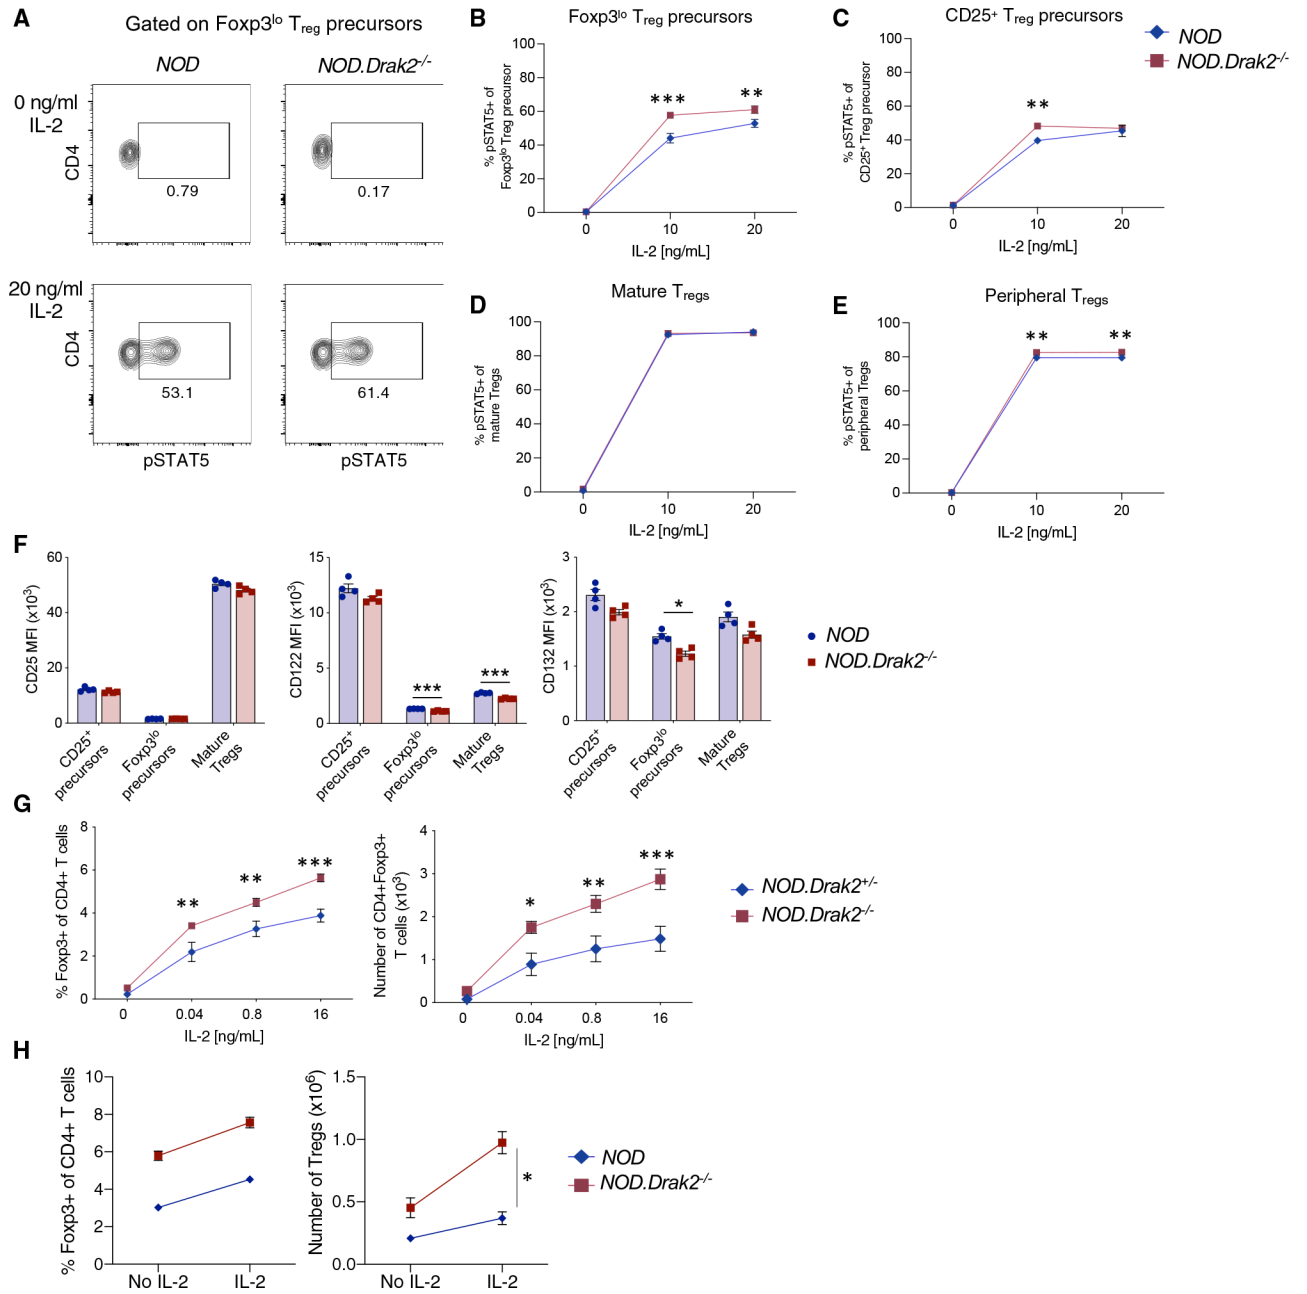 A
Gated on Foxp3lo Treg precursors
NOD
NOD.Drak2-/-
0 ng/ml
IL-2
CD4
0.79
0.17
20 ng/ml
IL-2
CD4
53.1
61.4
pSTAT5
pSTAT5
B
Foxp3lo Treg precursors
% pSTAT5+ of
Foxp3lo Treg precursor
100
80
60
40
20
0
***
**
0
10
20
IL-2 [ng/mL]
C
CD25+ Treg precursors
% pSTAT5+ of
CD25+ Treg precursor
100
80
60
40
20
0
**
0
10
20
IL-2 [ng/mL]
NOD
NOD.Drak2-/-
D
Mature Tregs
% pSTAT5+ of
mature Tregs
100
80
60
40
20
0
0
10
20
IL-2 [ng/mL]
E
Peripheral Tregs
% pSTAT5+ of
peripheral Tregs
100
80
60
40
20
0
**
**
0
10
20
IL-2 [ng/mL]
F
CD25 MFI (x103)
60
40
20
0
CD25+
precursors
Foxp3lo
precursors
Mature
Tregs
CD122 MFI (x103)
15
10
5
0
***
***
CD25+
precursors
Foxp3lo
precursors
Mature
Tregs
CD132 MFI (x103)
3
2
1
0
*
CD25+
precursors
Foxp3lo
precursors
Mature
Tregs
NOD
NOD.Drak2-/-
G
% Foxp3+ of CD4+ T cells
8
6
4
2
0
**
**
***
0
0.04
0.8
16
IL-2 [ng/mL]
Number of CD4+Foxp3+
T cells (x103)
4
3
2
1
0
*
**
***
0
0.04
0.8
16
IL-2 [ng/mL]
NOD.Drak2+/-
NOD.Drak2-/-
H
% Foxp3+ of CD4+ T cells
10
8
6
4
2
0
No IL-2
IL-2
Number of Tregs (x106)
1.5
1.0
0.5
0.0
*
No IL-2
IL-2
NOD
NOD.Drak2-/-